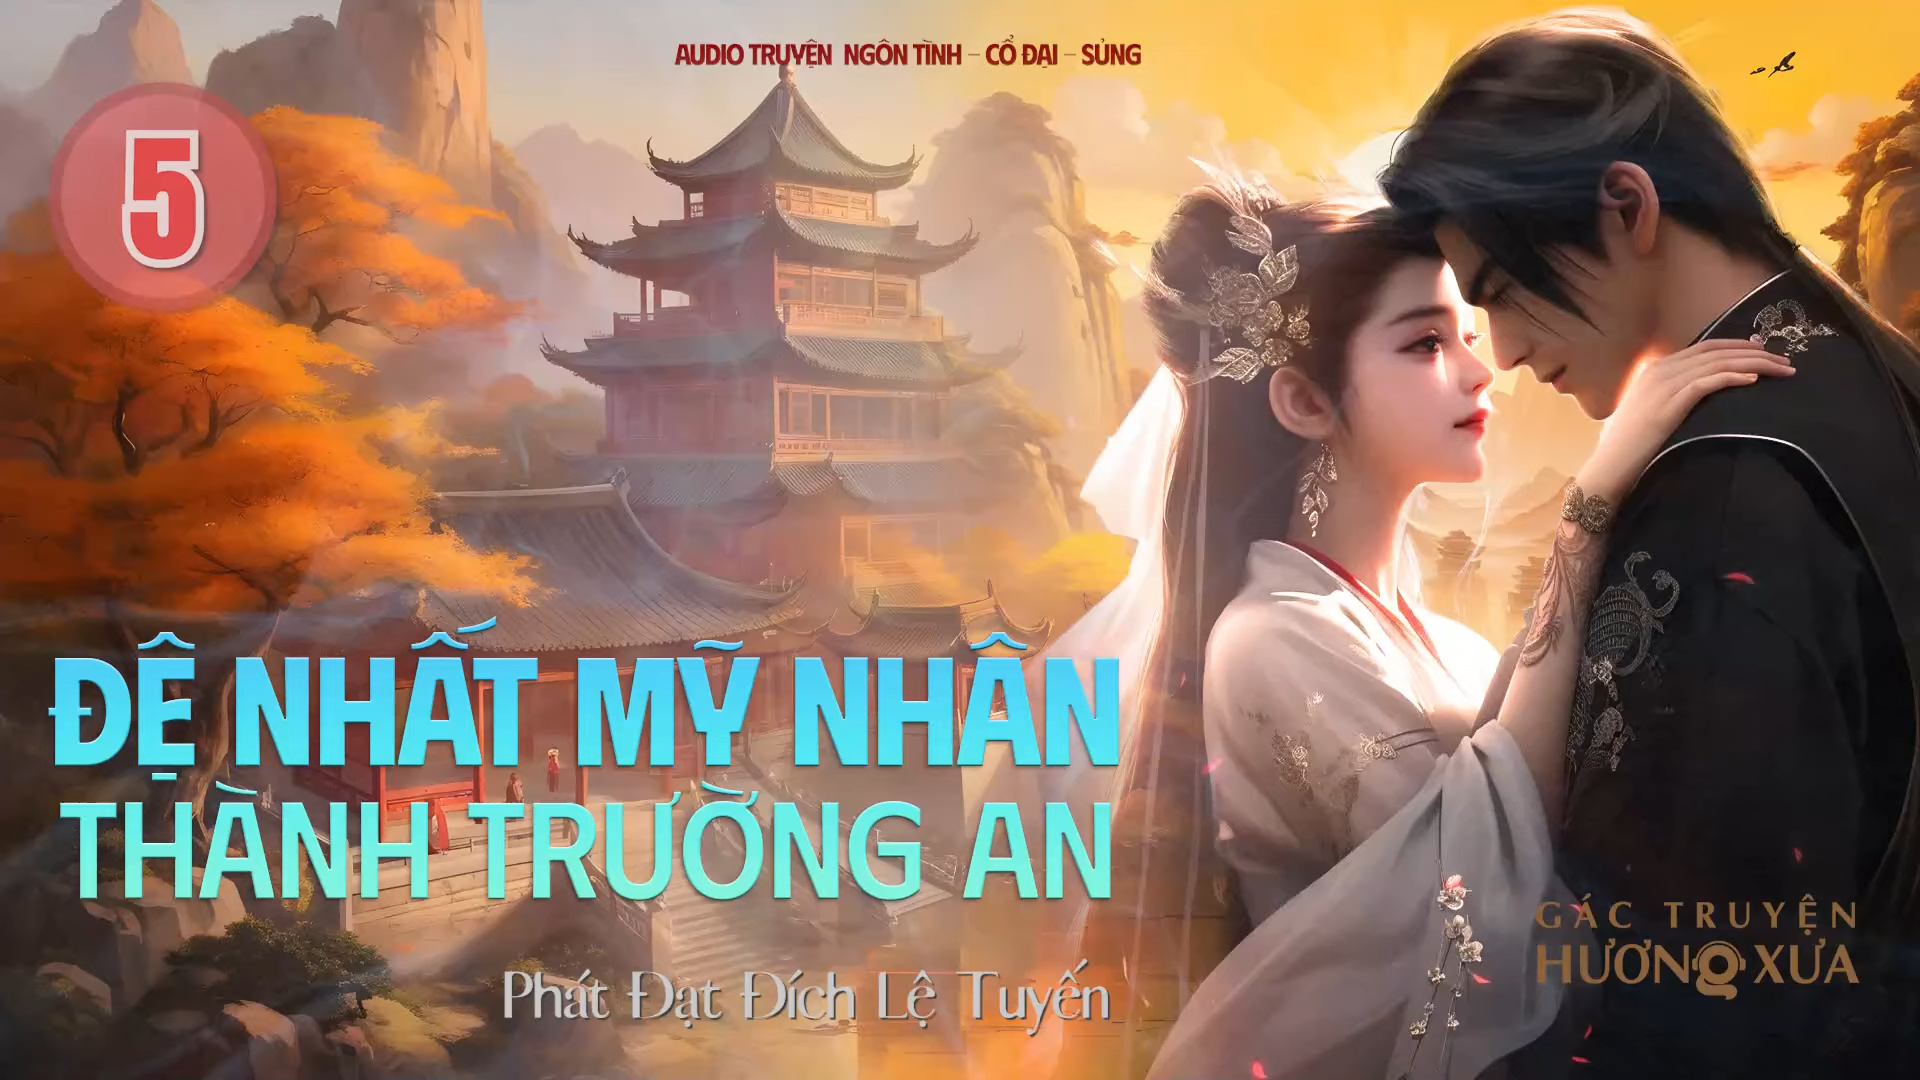 AUDIO TRUYỆN NGÔN TÌNH – CỔ ĐẠI – SỦNG
5
ĐỆ NHẤT MỸ NHÂN
THÀNH TRƯỜNG AN
Phát Đạt Đích Lệ Tuyến
GÁC TRUYỆN
HƯƠNG XƯA